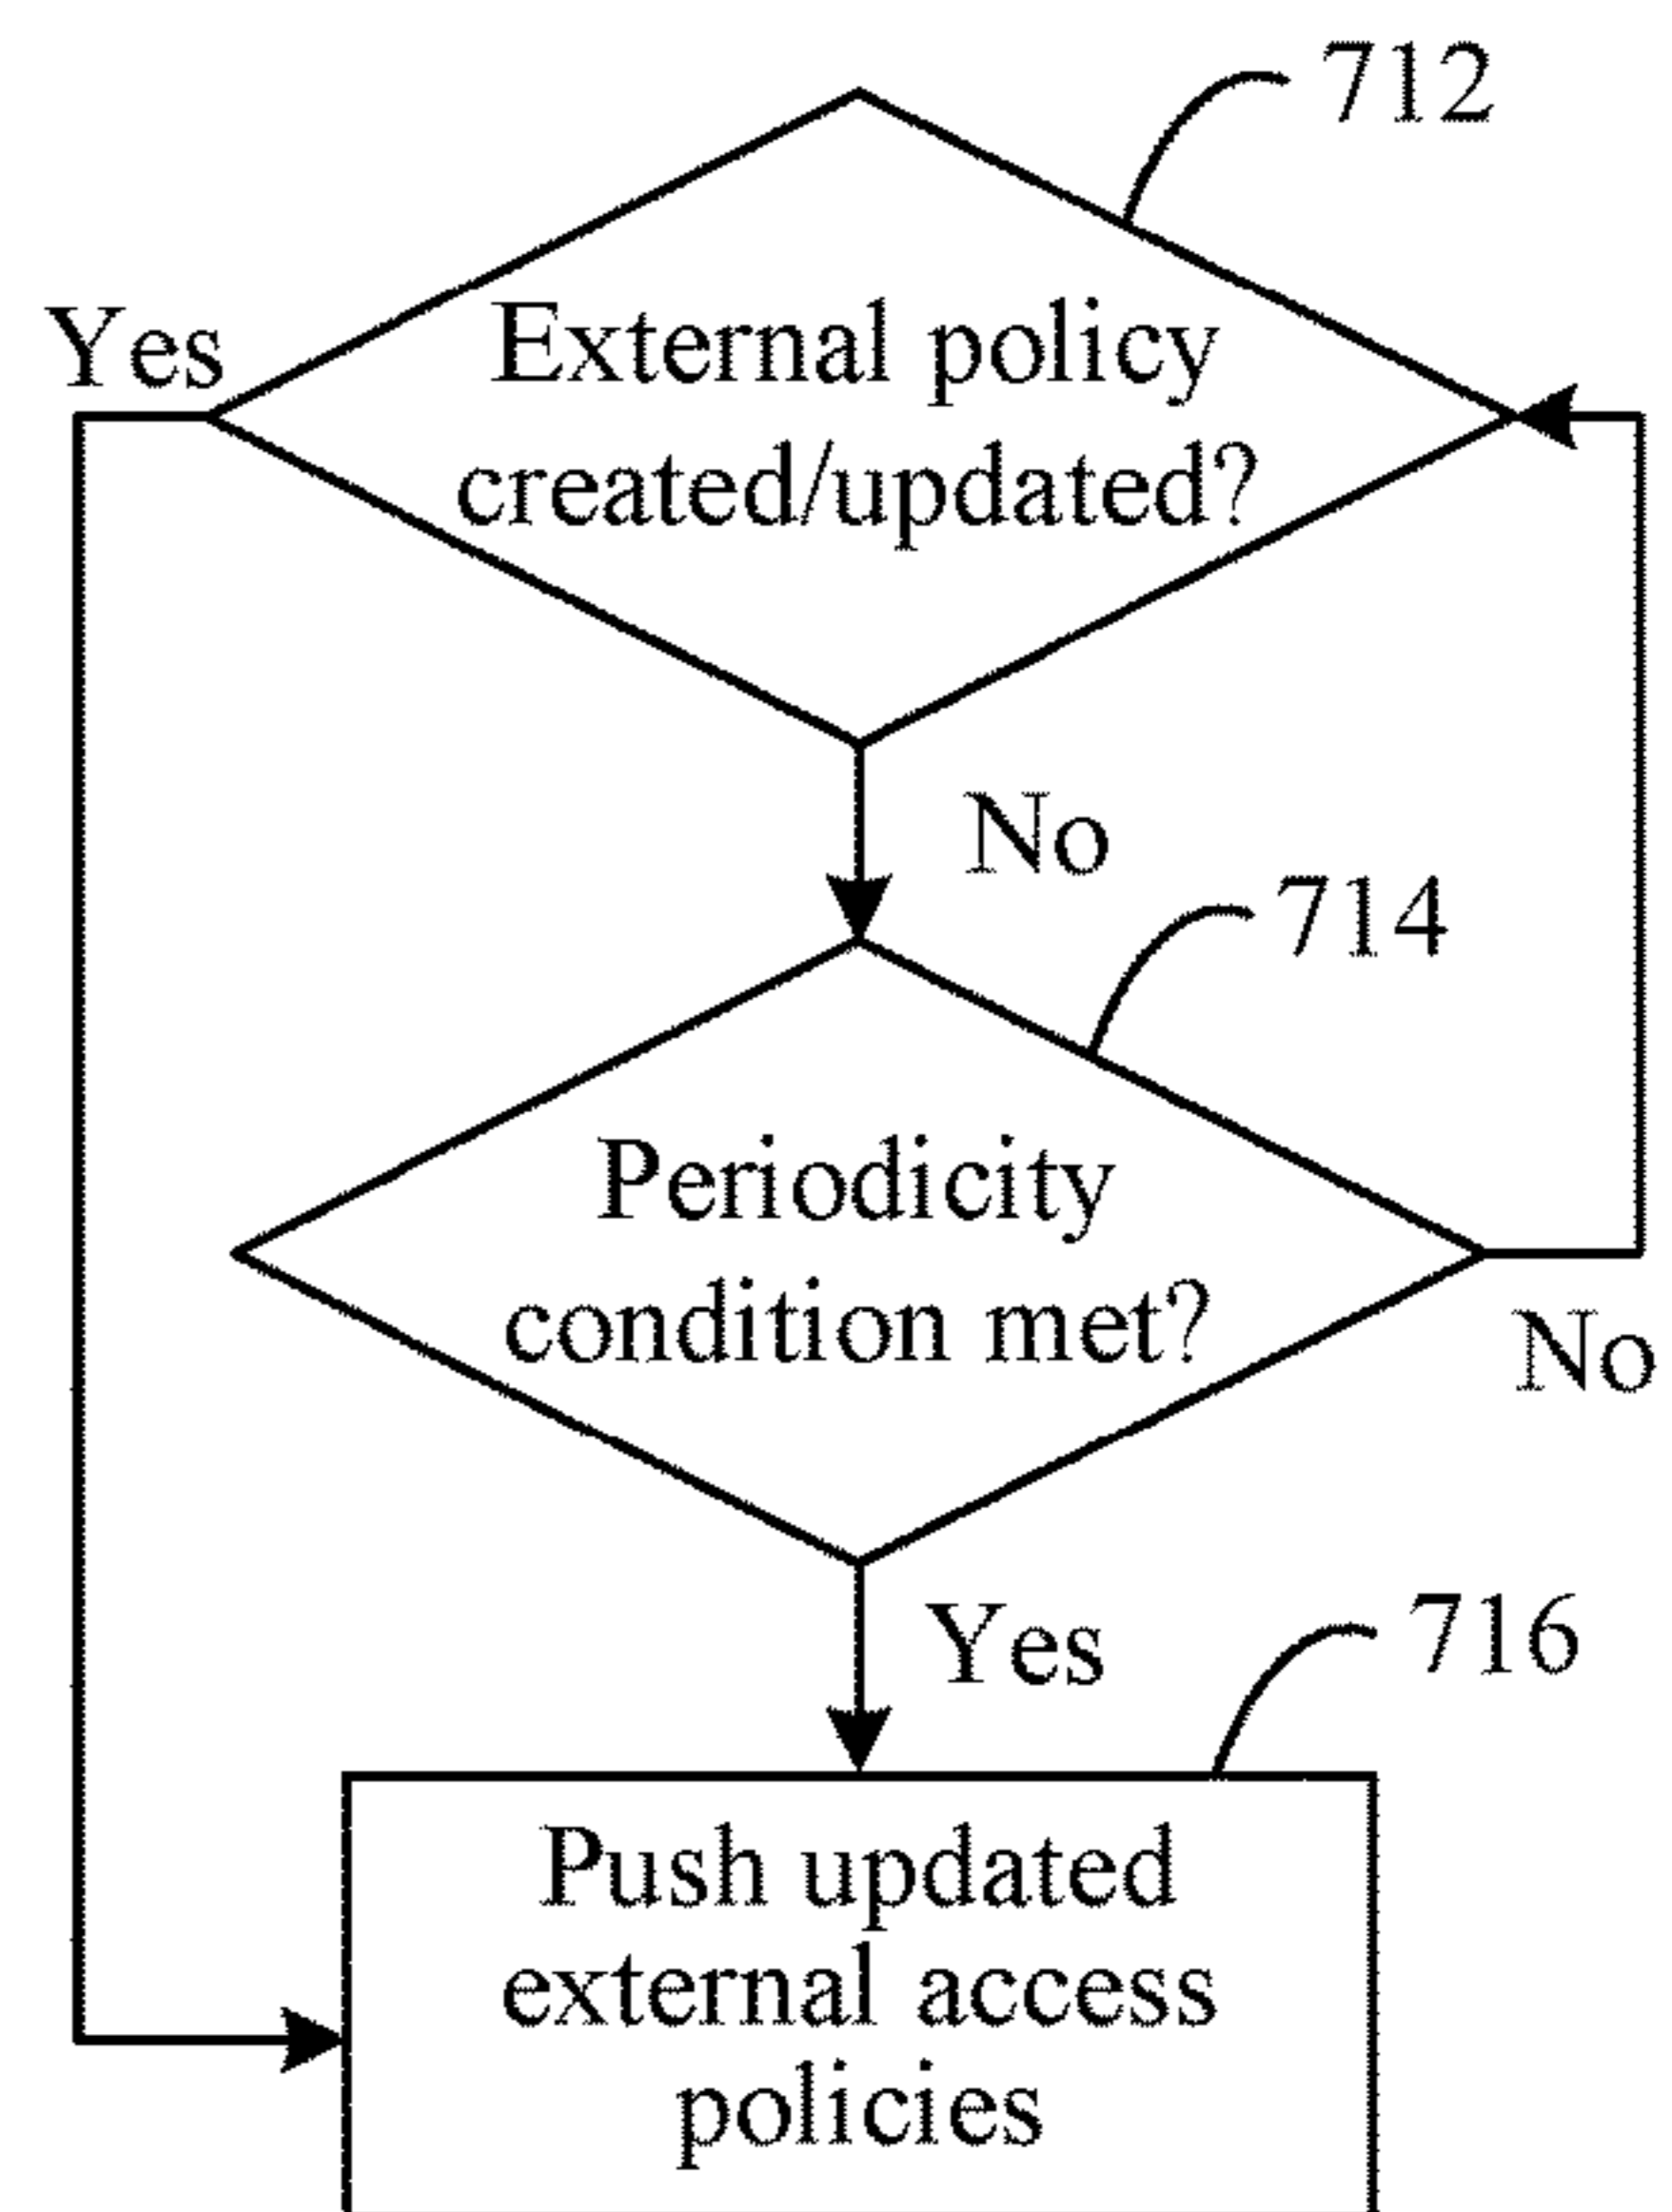 712
Yes
External policy
created/updated?
No
714
Periodicity
condition met?
No
Yes
716
Push updated
external access
policies